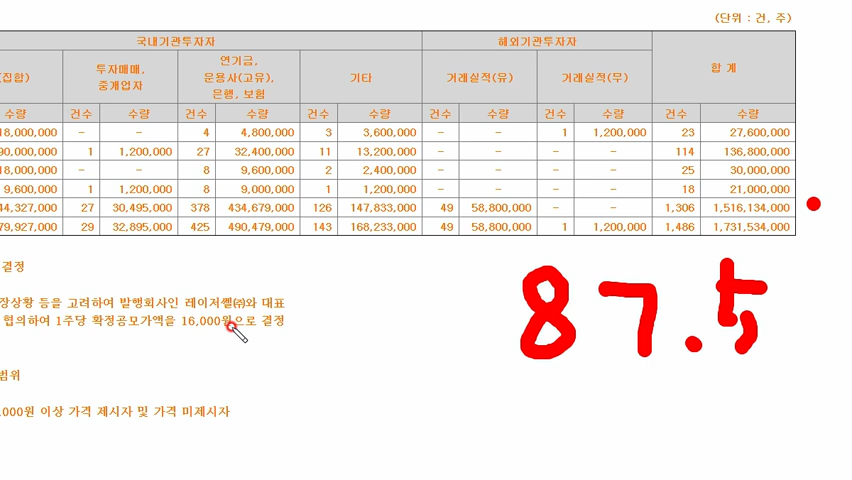 (단위 : 건, 주)
국내기관투자자 해외기관투자자 합 계
집합) 투자매매, 중개업자 연기금, 운용사(고유), 은행, 보험 기타 거래실적(유) 거래실적(무)
수량 건수 수량 건수 수량 건수 수량 건수 수량 건수 수량 건수 수량
18,000,000 - - 4 4,800,000 3 3,600,000 - - 1 1,200,000 23 27,600,000
90,000,000 1 1,200,000 27 32,400,000 11 13,200,000 - - - - 114 136,800,000
18,000,000 - - 8 9,600,000 2 2,400,000 - - - - 25 30,000,000
9,600,000 1 1,200,000 8 9,000,000 1 1,200,000 - - - - 18 21,000,000
44,327,000 27 30,495,000 378 434,679,000 126 147,833,000 49 58,800,000 - - 1,306 1,516,134,000
79,927,000 29 32,895,000 425 490,479,000 143 168,233,000 49 58,800,000 1 1,200,000 1,486 1,731,534,000
결정
장상황 등을 고려하여 발행회사인 레이저쎌㈜와 대표
협의하여 1주당 확정공모가액을 16,000원으로 결정
87.5
범위
,000원 이상 가격 제시자 및 가격 미제시자